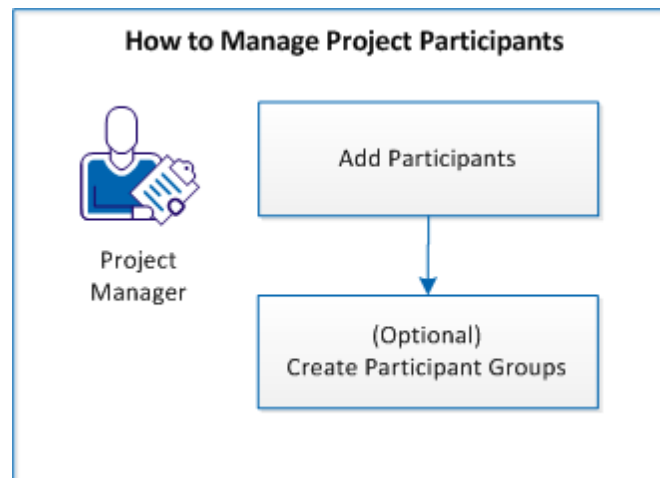 How to Manage Project Participants
Add Participants
Project
Manager
(Optional)
Create Participant Groups